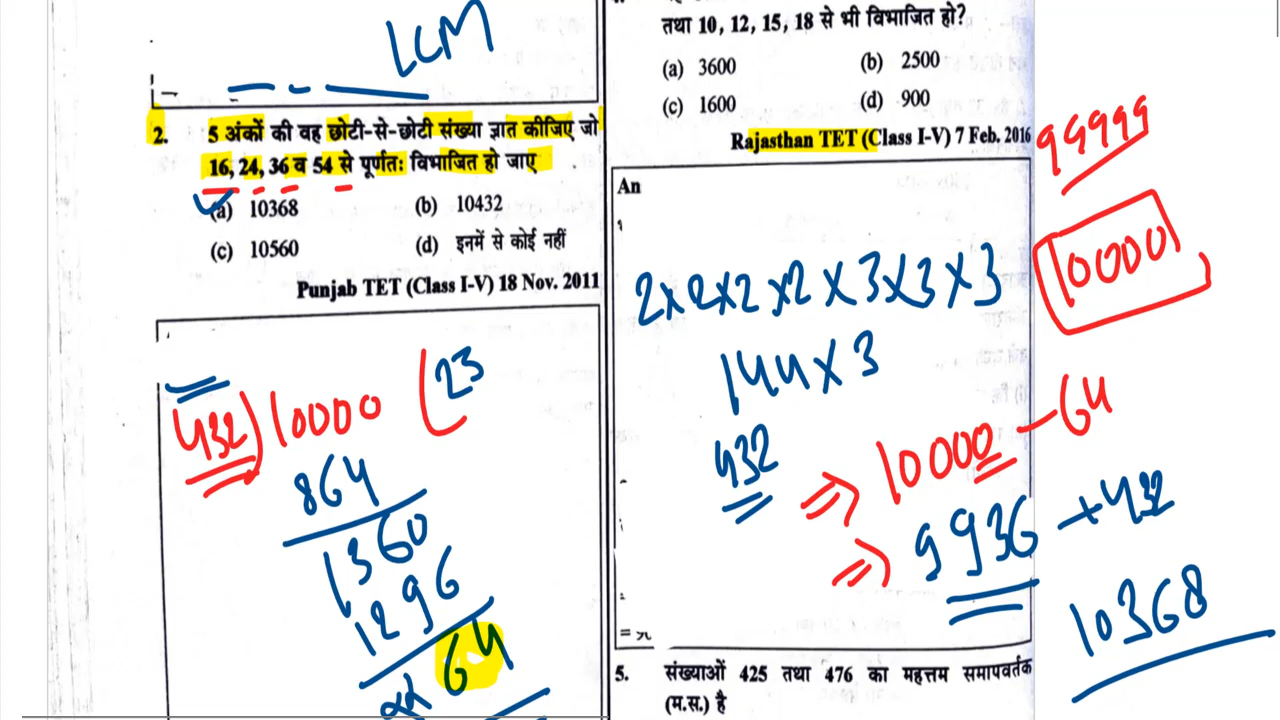 LCM
2. 5 अंकों की वह छोटी-से-छोटी संख्या ज्ञात कीजिए जो
16, 24, 36 व 54 से पूर्णतः विभाजित हो जाए
(a) 10368 (b) 10432
(c) 10560 (d) इनमें से कोई नहीं
Punjab TET (Class I-V) 18 Nov. 2011
432) 10000 (23
864
1360
1296
64
तथा 10, 12, 15, 18 से भी विभाजित हो?
(a) 3600 (b) 2500
(c) 1600 (d) 900
Rajasthan TET (Class I-V) 7 Feb. 2016
99999
An
10000
2×2×2×2×3×3×3
144×3
432
⇒ 10000 – 64
⇒ 9936 + 432
10368
= n
5. संख्याओं 425 तथा 476 का महत्तम समापवर्तक
(म.स.) है